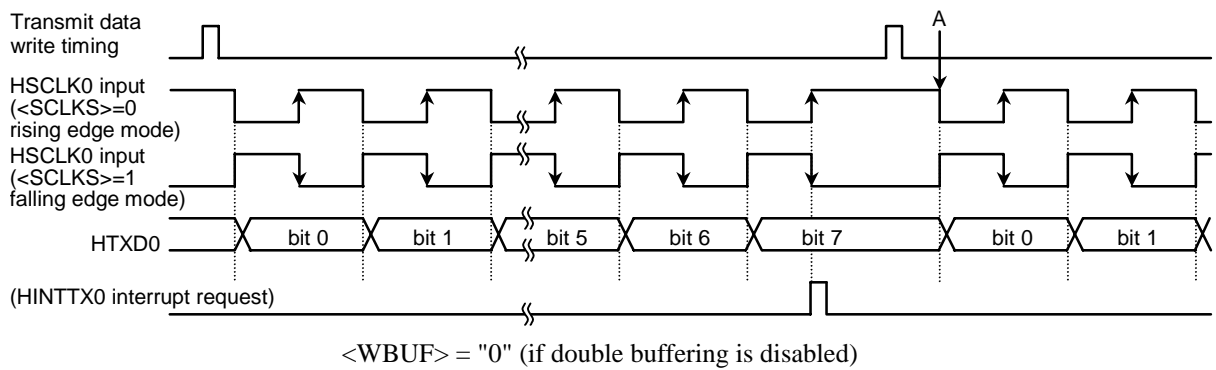 Transmit data
write timing
A
HSCLK0 input
(<SCLKS>=0
rising edge mode)
HSCLK0 input
(<SCLKS>=1
falling edge mode)
HTXD0
bit 0
bit 1
bit 5
bit 6
bit 7
bit 0
bit 1
(HINTTX0 interrupt request)
<WBUF> = "0" (if double buffering is disabled)